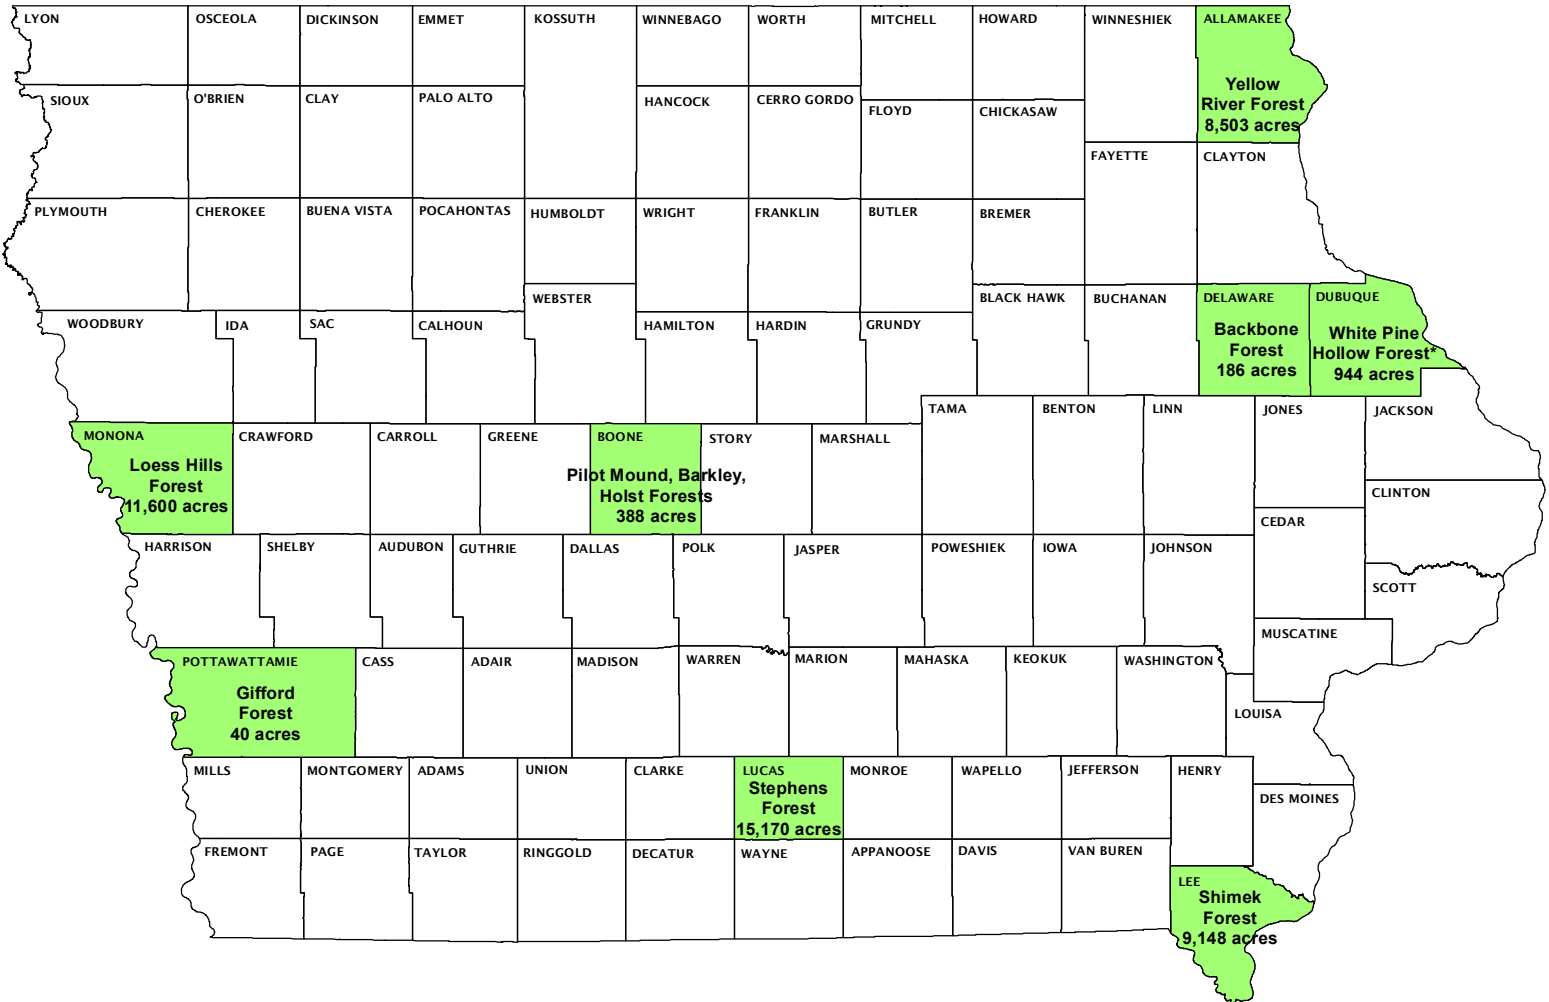 LYON
OSCEOLA
DICKINSON
EMMET
KOSSUTH
WINNEBAGO
WORTH
MITCHELL
HOWARD
WINNESHIEK
ALLAMAKEE
Yellow
River Forest
8,503 acres
SIOUX
O'BRIEN
CLAY
PALO ALTO
HANCOCK
CERRO GORDO
FLOYD
CHICKASAW
FAYETTE
CLAYTON
PLYMOUTH
CHEROKEE
BUENA VISTA
POCAHONTAS
HUMBOLDT
WRIGHT
FRANKLIN
BUTLER
BREMER
WEBSTER
BLACK HAWK
BUCHANAN
DELAWARE
Backbone
Forest
186 acres
DUBUQUE
White Pine
Hollow Forest*
944 acres
WOODBURY
IDA
SAC
CALHOUN
HAMILTON
HARDIN
GRUNDY
TAMA
BENTON
LINN
JONES
JACKSON
MONONA
Loess Hills
Forest
11,600 acres
CRAWFORD
CARROLL
GREENE
BOONE
Pilot Mound, Barkley,
Holst Forests
388 acres
STORY
MARSHALL
CLINTON
CEDAR
HARRISON
SHELBY
AUDUBON
GUTHRIE
DALLAS
POLK
JASPER
POWESHIEK
IOWA
JOHNSON
SCOTT
MUSCATINE
POTTAWATTAMIE
Gifford
Forest
40 acres
CASS
ADAIR
MADISON
WARREN
MARION
MAHASKA
KEOKUK
WASHINGTON
LOUISA
MILLS
MONTGOMERY
ADAMS
UNION
CLARKE
LUCAS
Stephens
Forest
15,170 acres
MONROE
WAPELLO
JEFFERSON
HENRY
DES MOINES
FREMONT
PAGE
TAYLOR
RINGGOLD
DECATUR
WAYNE
APPANOOSE
DAVIS
VAN BUREN
LEE
Shimek
Forest
9,148 acres